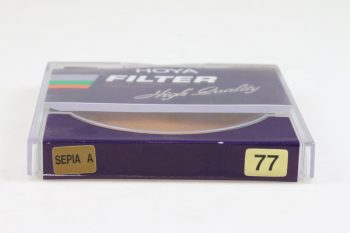 HOYA
FILTER
High Quality
SEPIA A
77